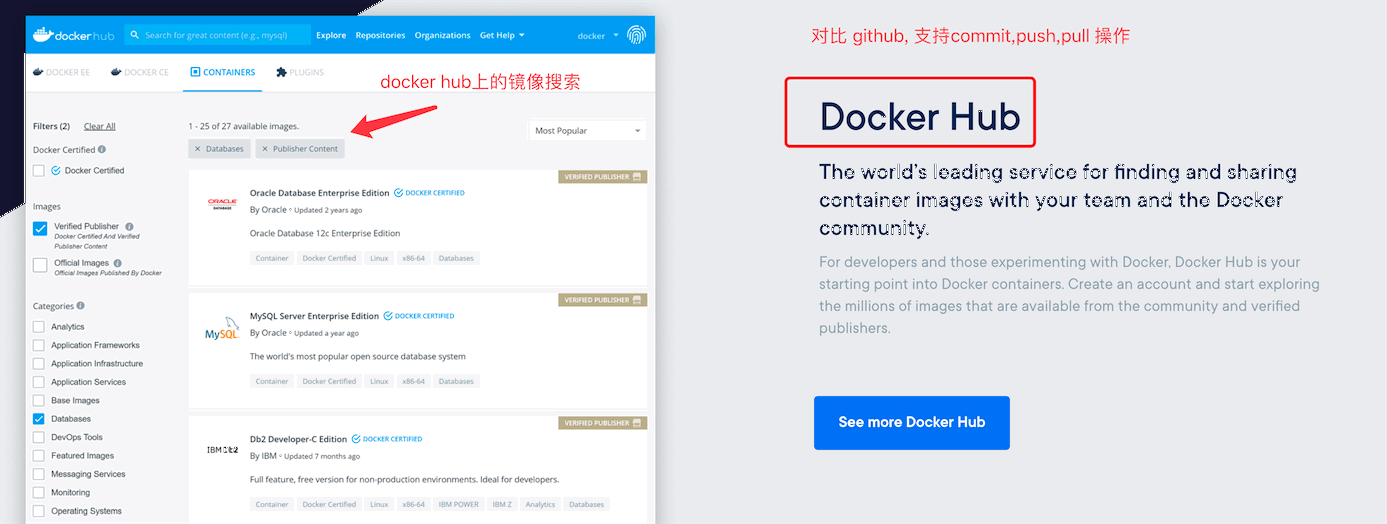 dockerhub
Search for great content (e.g., mysql)
Explore Repositories Organizations Get Help
docker
DOCKER EE DOCKER CE CONTAINERS PLUGINS
docker hub上的镜像搜索
Filters (2) Clear All
Docker Certified
Docker Certified
Images
Verified Publisher
Docker Certified And Verified
Publisher Content
Official Images
Official Images Published By Docker
Categories
Analytics
Application Frameworks
Application Infrastructure
Application Services
Base Images
Databases
DevOps Tools
Featured Images
Messaging Services
Monitoring
Operating Systems
1 - 25 of 27 available images.
Most Popular
× Databases × Publisher Content
VERIFIED PUBLISHER
ORACLE
DATABASE
Oracle Database Enterprise Edition DOCKER CERTIFIED
By Oracle • Updated 2 years ago
Oracle Database 12c Enterprise Edition
Container Docker Certified Linux x86-64 Databases
VERIFIED PUBLISHER
MySQL
MySQL Server Enterprise Edition DOCKER CERTIFIED
By Oracle • Updated a year ago
The world's most popular open source database system
Container Docker Certified Linux x86-64 Databases
VERIFIED PUBLISHER
IBM Db2
Db2 Developer-C Edition DOCKER CERTIFIED
By IBM • Updated 7 months ago
Full feature, free version for non-production environments. Ideal for developers.
Container Docker Certified Linux x86-64 IBM POWER IBM Z Analytics Databases
对比 github, 支持commit,push,pull 操作
Docker Hub
The world's leading service for finding and sharing
container images with your team and the Docker
community.
For developers and those experimenting with Docker, Docker Hub is your
starting point into Docker containers. Create an account and start exploring
the millions of images that are available from the community and verified
publishers.
See more Docker Hub